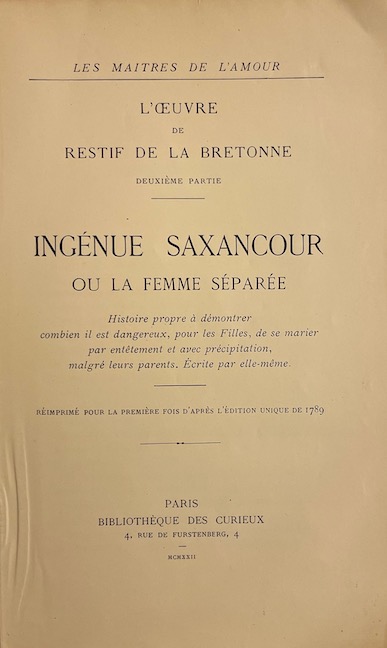 LES MAITRES DE L'AMOUR
L'ŒUVRE
DE
RESTIF DE LA BRETONNE
DEUXIÈME PARTIE
INGÉNUE SAXANCOUR
OU LA FEMME SÉPARÉE
Histoire propre à démontrer
combien il est dangereux, pour les Filles, de se marier
par entêtement et avec précipitation,
malgré leurs parents. Écrite par elle-même.
RÉIMPRIMÉ POUR LA PREMIÈRE FOIS D'APRÈS L'ÉDITION UNIQUE DE 1789
PARIS
BIBLIOTHÈQUE DES CURIEUX
4, RUE DE FURSTENBERG, 4
MCMXXII